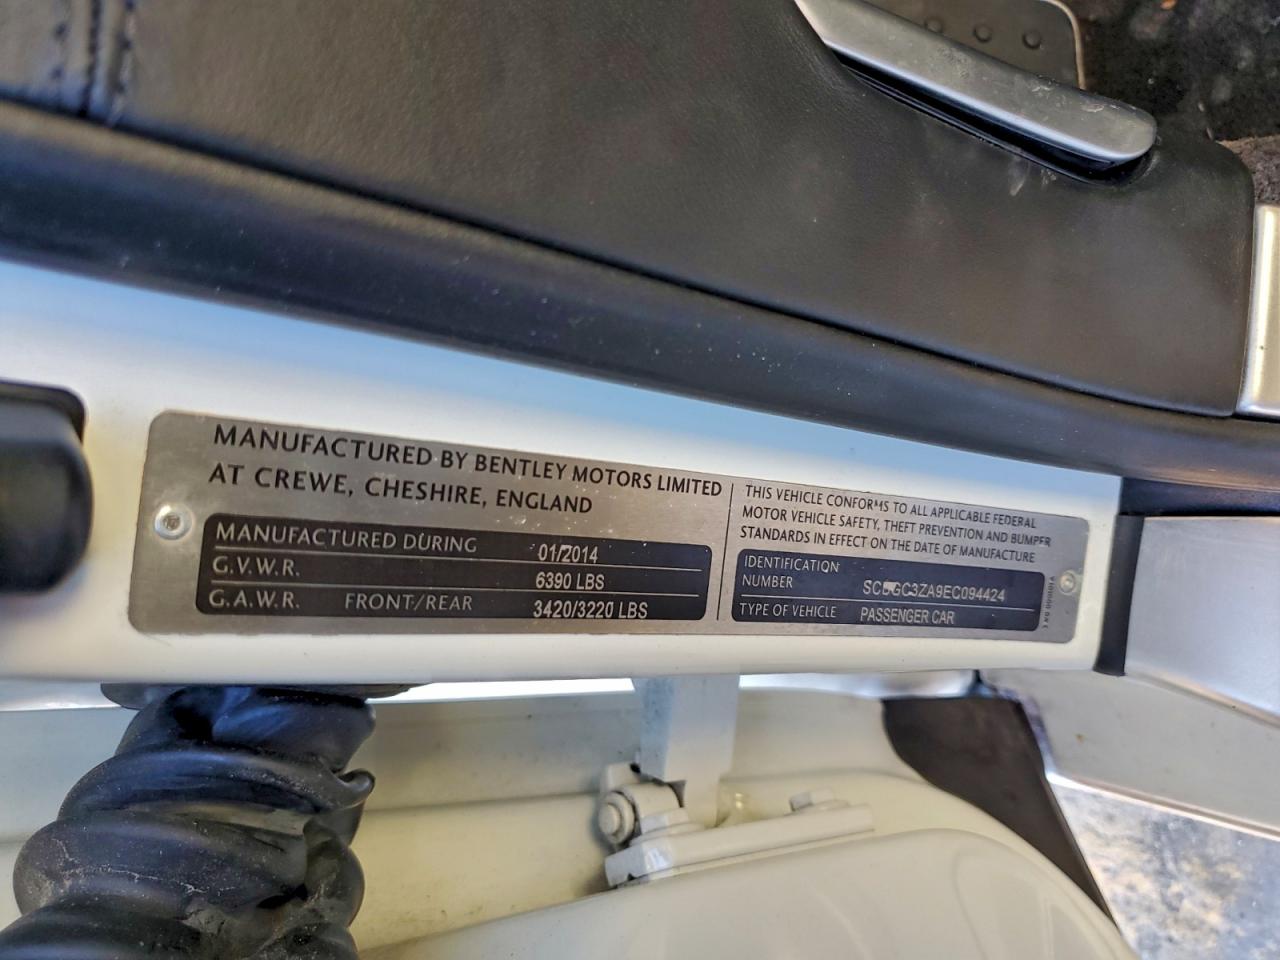 MANUFACTURED BY BENTLEY MOTORS LIMITED
AT CREWE, CHESHIRE, ENGLAND
MANUFACTURED DURING 01/2014
G.V.W.R. 6390 LBS
G.A.W.R. FRONT/REAR 3420/3220 LBS
THIS VEHICLE CONFORMS TO ALL APPLICABLE FEDERAL
MOTOR VEHICLE SAFETY, THEFT PREVENTION AND BUMPER
STANDARDS IN EFFECT ON THE DATE OF MANUFACTURE
IDENTIFICATION
NUMBER
TYPE OF VEHICLE PASSENGER CAR